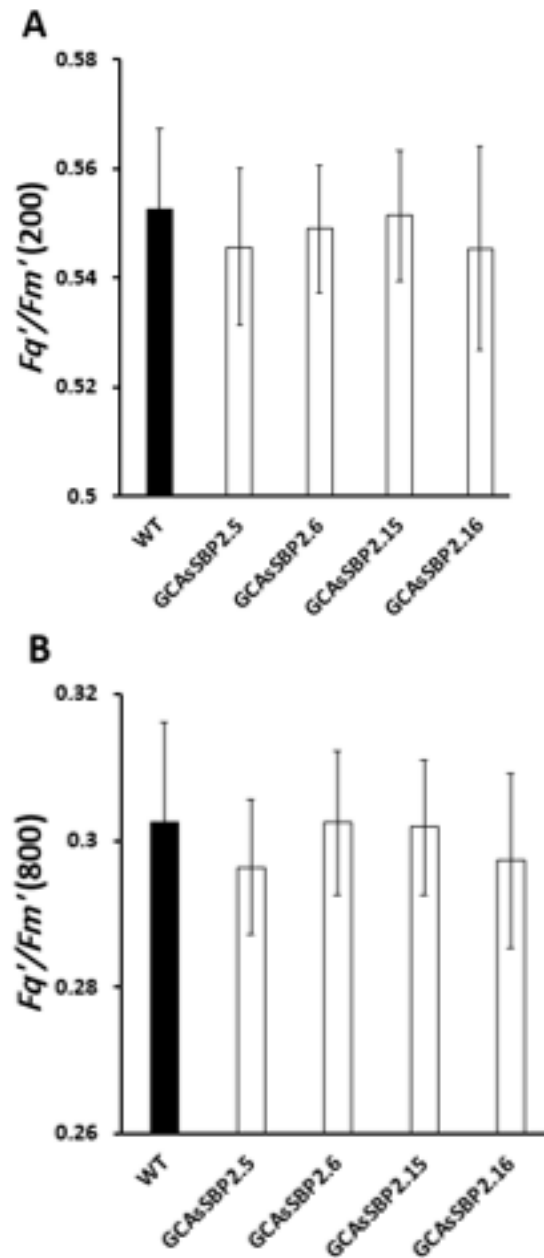 A
0.58
0.56
0.54
0.52
0.5
Fq'/Fm' (200)
WT
GCAsSBP2.5
GCAsSBP2.6
GCAsSBP2.15
GCAsSBP2.16
B
0.32
0.3
0.28
0.26
Fq'/Fm' (800)
WT
GCAsSBP2.5
GCAsSBP2.6
GCAsSBP2.15
GCAsSBP2.16